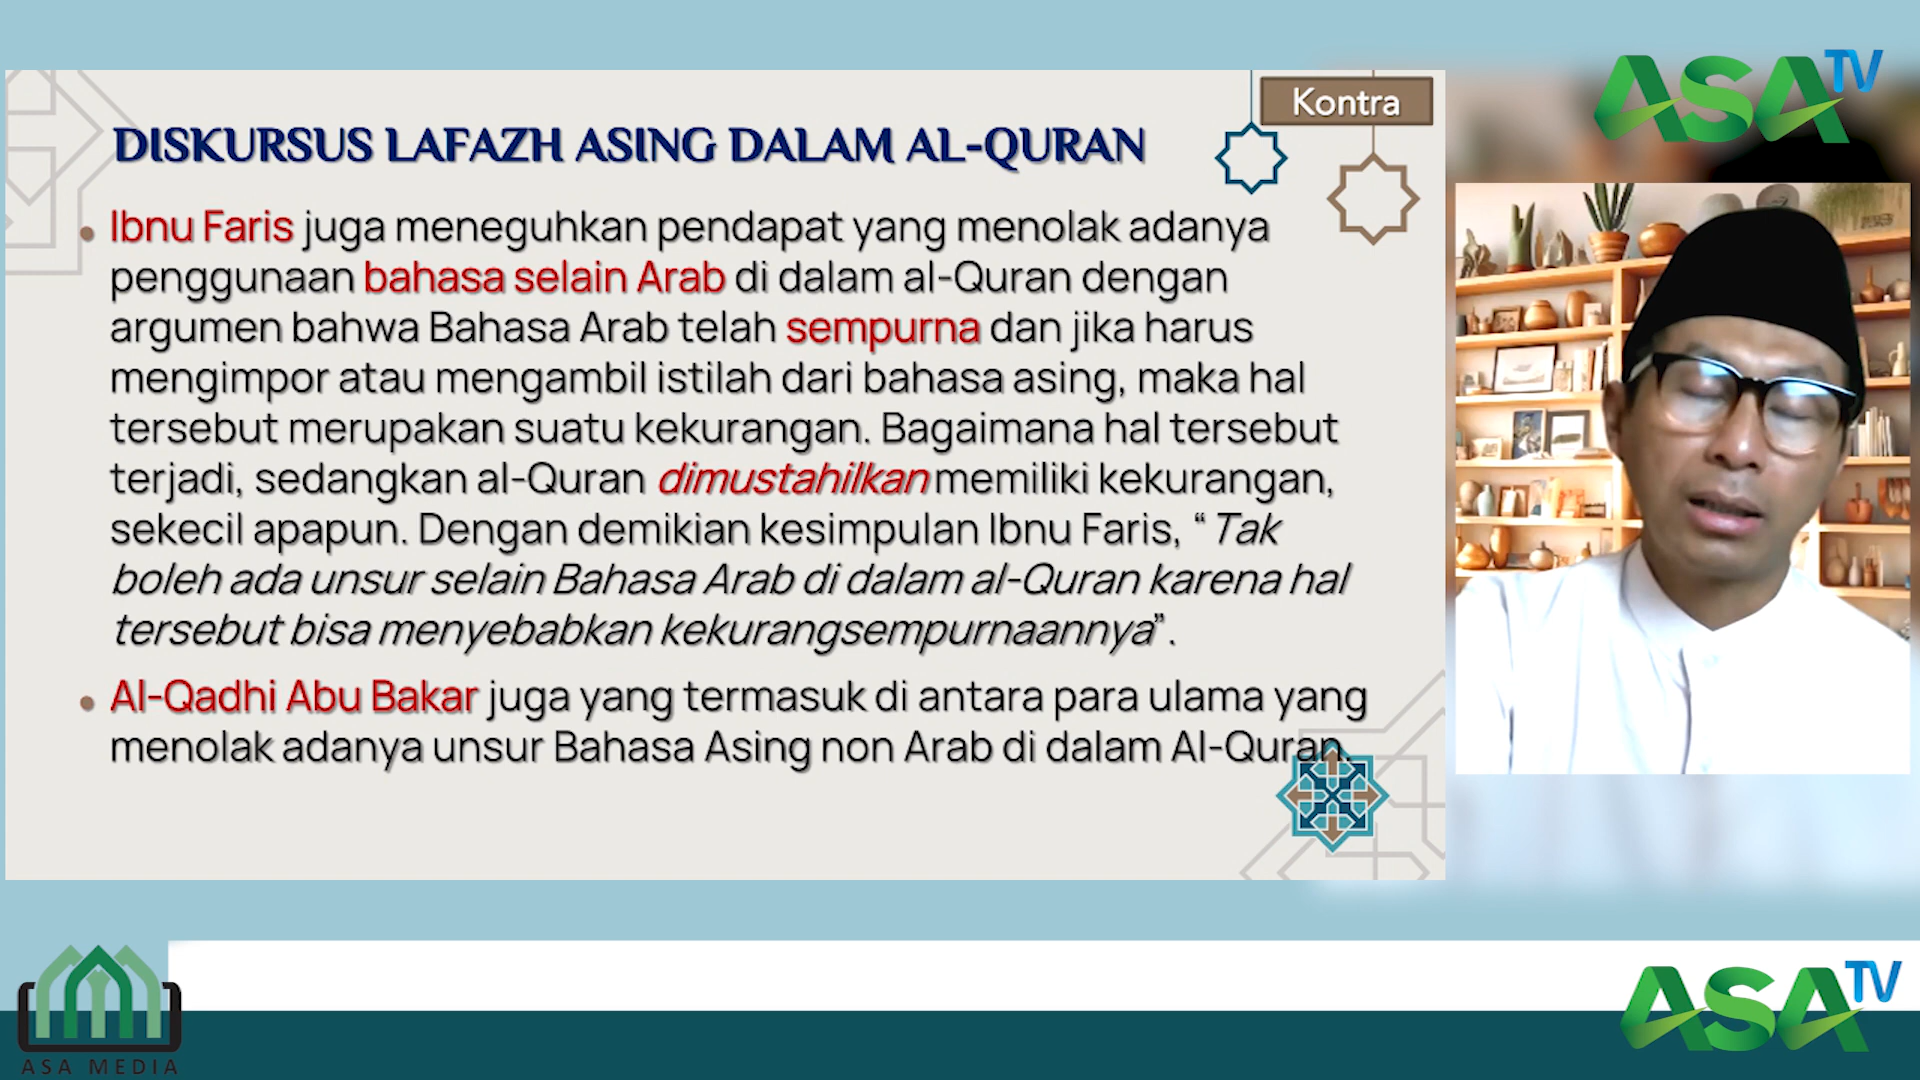 ASA TV
Kontra
DISKURSUS LAFAZH ASING DALAM AL-QURAN
• Ibnu Faris juga meneguhkan pendapat yang menolak adanya
penggunaan bahasa selain Arab di dalam al-Quran dengan
argumen bahwa Bahasa Arab telah sempurna dan jika harus
mengimpor atau mengambil istilah dari bahasa asing, maka hal
tersebut merupakan suatu kekurangan. Bagaimana hal tersebut
terjadi, sedangkan al-Quran dimustahilkan memiliki kekurangan,
sekecil apapun. Dengan demikian kesimpulan Ibnu Faris, “ Tak
boleh ada unsur selain Bahasa Arab di dalam al-Quran karena hal
tersebut bisa menyebabkan kekurangsempurnaannya”.
• Al-Qadhi Abu Bakar juga yang termasuk di antara para ulama yang
menolak adanya unsur Bahasa Asing non Arab di dalam Al-Quran.
ASA MEDIA
ASA TV